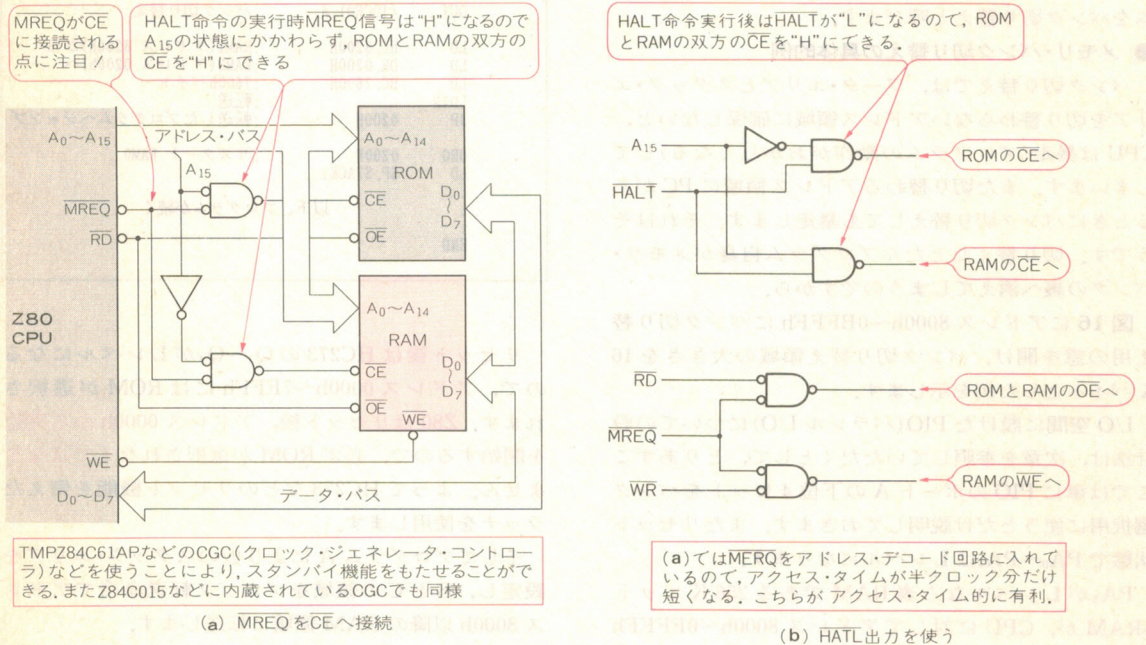 MREQがCE
に接読される
点に注目
HALT命令の実行時MREQ信号は“H”になるので
A15の状態にかかわらず,ROMとRAMの双方の
CEを“H”にできる
A0～A15
アドレス・バス
A15
MREQ
RD
Z80
CPU
WE
D0～D7
データ・バス
A0～A14
ROM
CE
OE
D0
～
D7
A0～A14
RAM
CE
OE
WE
D0
～
D7
TMPZ84C61APなどのCGC(クロック・ジェネレータ・コントロー
ラ)などを使うことにより,スタンバイ機能をもたせることがで
きる.またZ84C015などに内蔵されているCGCでも同様
(a) MREQをCEへ接続
HALT命令実行後はHALTが“L”になるので,ROM
とRAMの双方のCEを“H”にできる.
A15
HALT
ROMのCEへ
RAMのCEへ
RD
MREQ
WR
ROMとRAMのOEへ
RAMのWEへ
(a)ではMERQをアドレス・デコード回路に入れて
いるので,アクセス・タイムが半クロック分だけ
短くなる.こちらが アクセス・タイム的に有利.
(b) HATL出力を使う